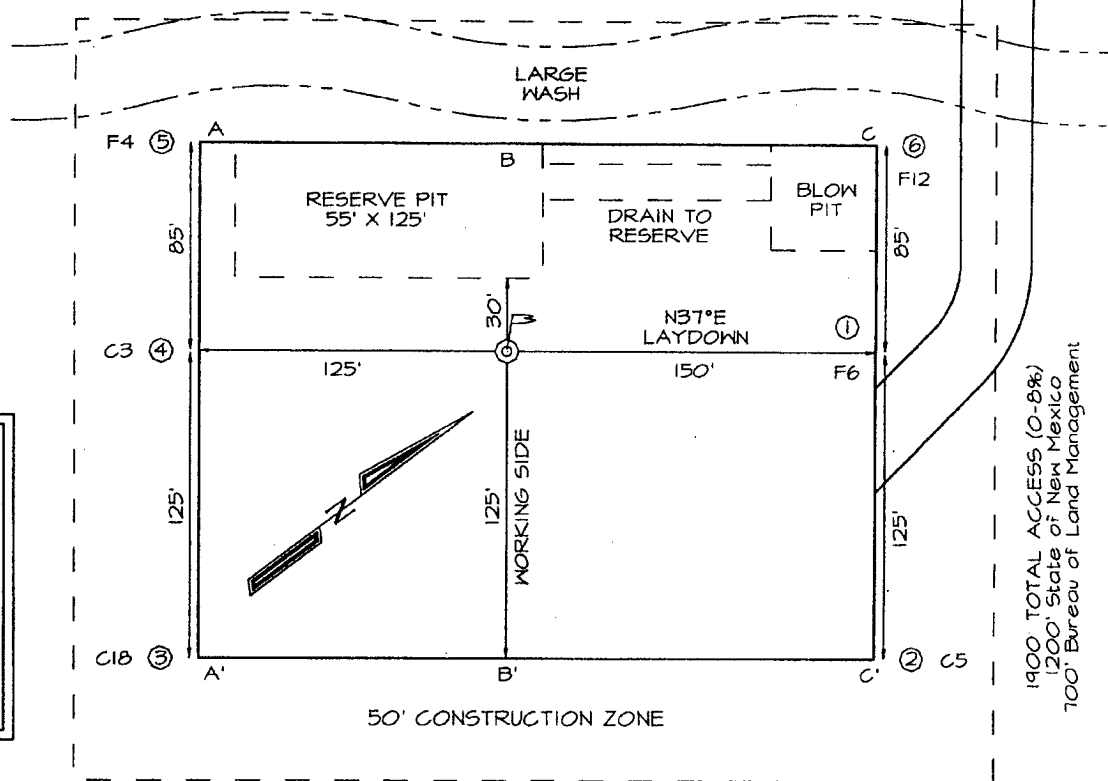 LARGE
WASH
F4 ⑤ A
B
C ⑥
F12
RESERVE PIT
55' X 125'
DRAIN TO
RESERVE
BLOW
PIT
85'
85'
30'
N37°E
LAYDOWN
①
C3 ④
125'
150'
F6
125'
125'
WORKING SIDE
125'
N
C18 ③
A'
B'
C'
② C5
50' CONSTRUCTION ZONE
1900' TOTAL ACCESS (0-8%)
1200' State of New Mexico
700' Bureau of Land Management